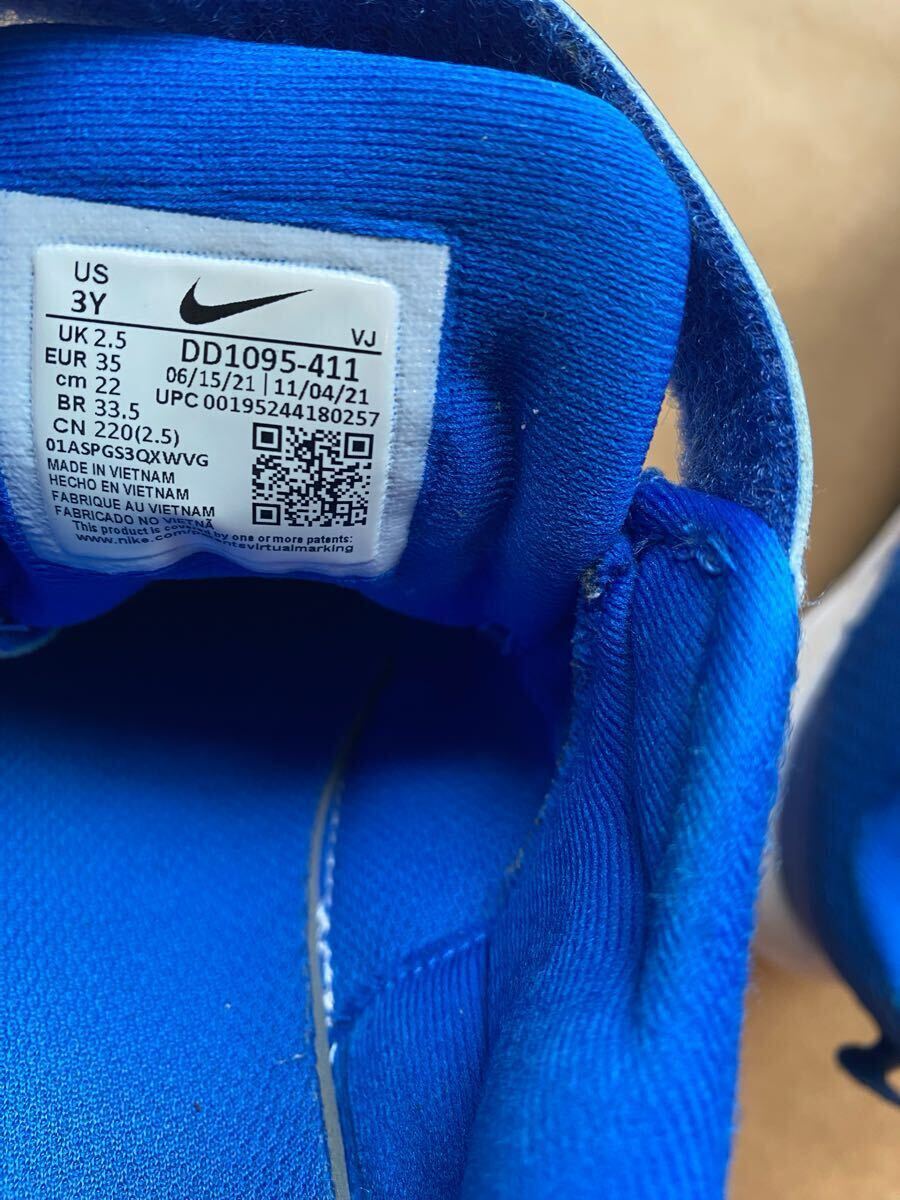 US
3Y
VJ
UK 2.5
EUR 35
cm 22
BR 33.5
CN 220(2.5)
DD1095-411
06/15/21 | 11/04/21
UPC 00195244180257
01ASPGS3QXWVG
MADE IN VIETNAM
HECHO EN VIETNAM
FABRIQUE AU VIETNAM
FABRICADO NO VIETNÃ
This product is covered by one or more patents:
www.nike.com/patentsvirtualmarking